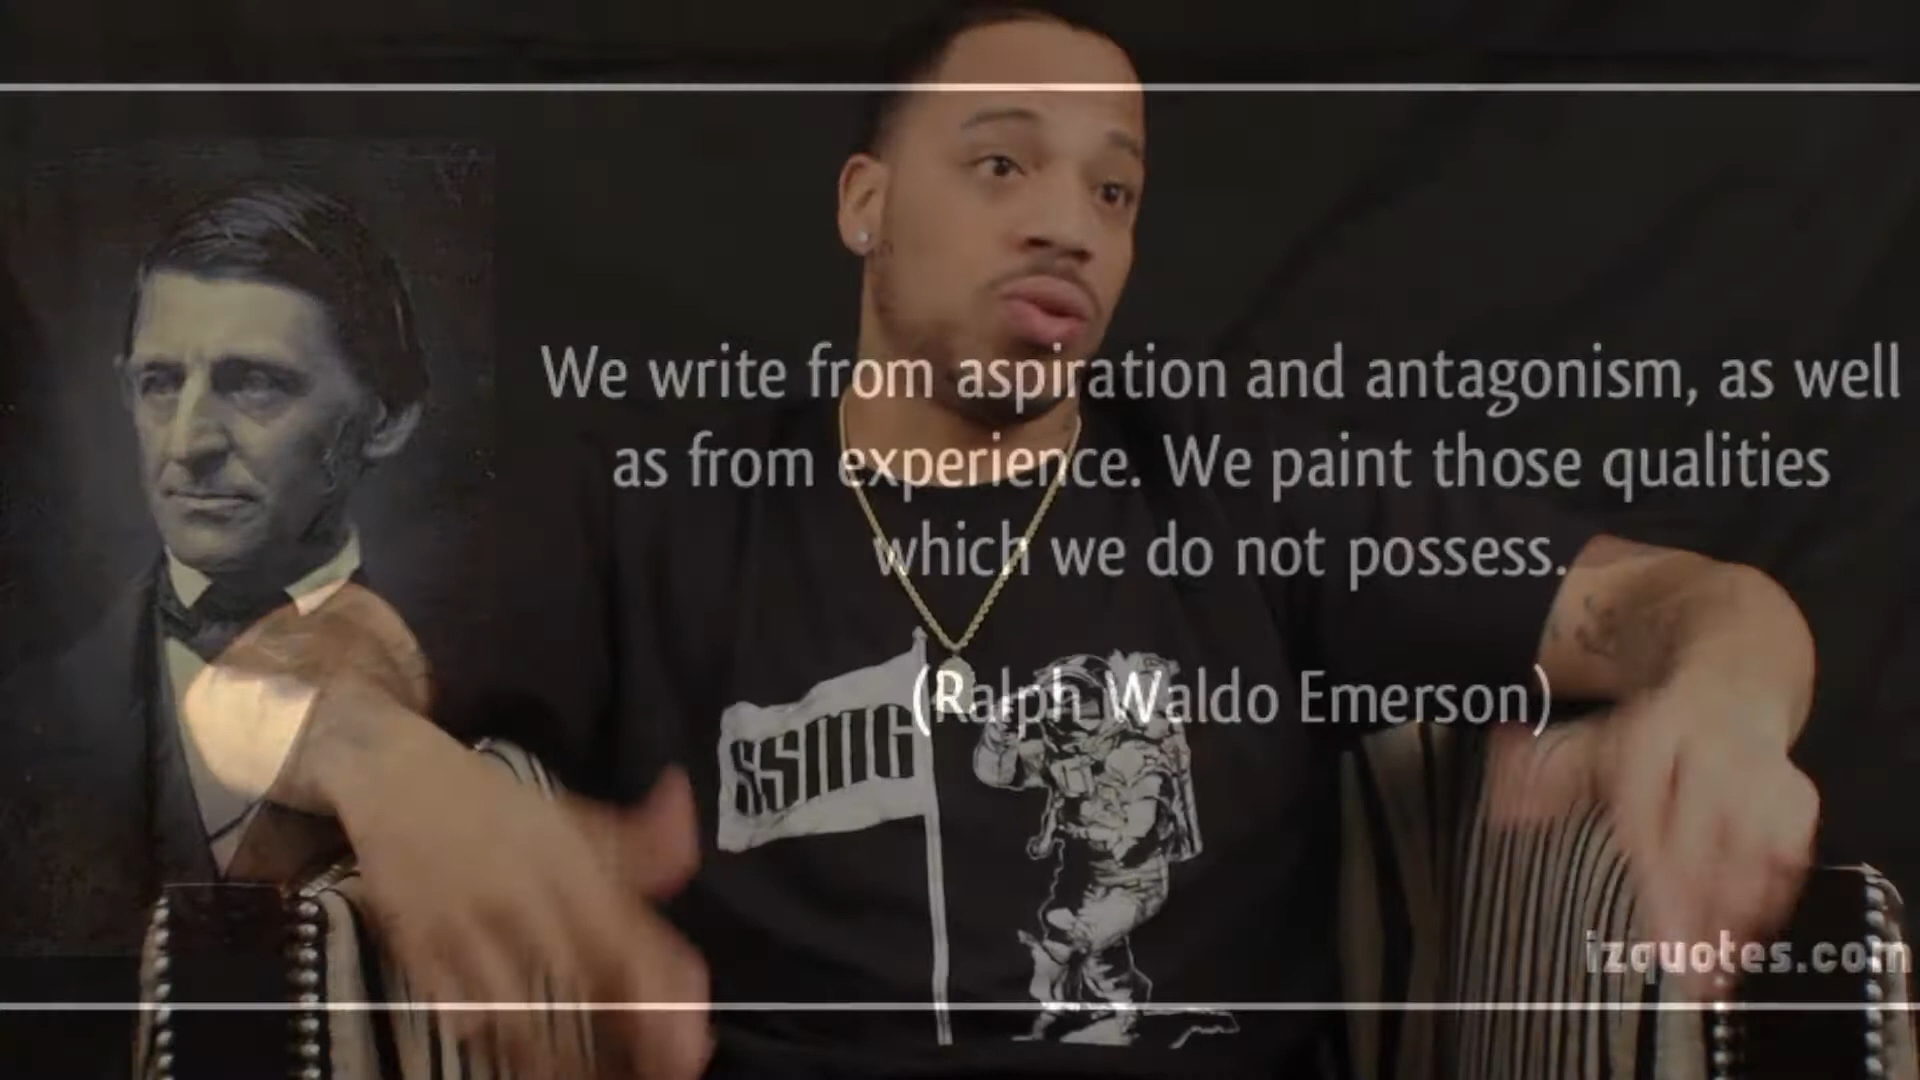 We write from aspiration and antagonism, as well
as from experience. We paint those qualities
which we do not possess.
(Ralph Waldo Emerson)
SSMG
izquotes.com